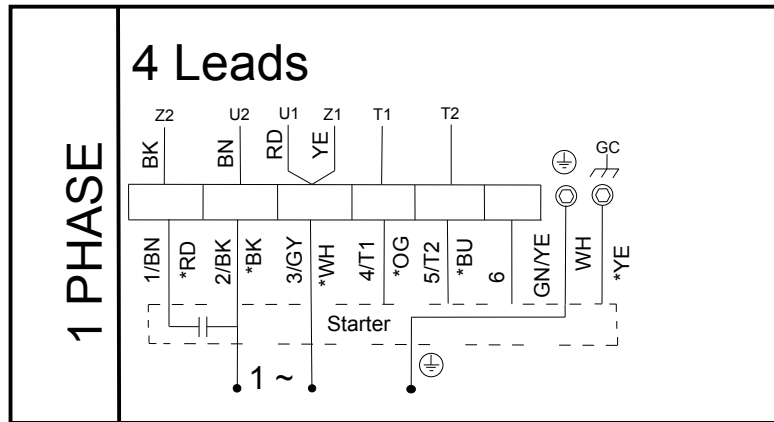 1 PHASE
4 Leads
Z2 U2 U1 Z1 T1 T2 GC
BK BN RD YE
1/BN *RD 2/BK *BK 3/GY *WH 4/T1 *OG 5/T2 *BU 6 GN/YE WH *YE
Starter
1 ~